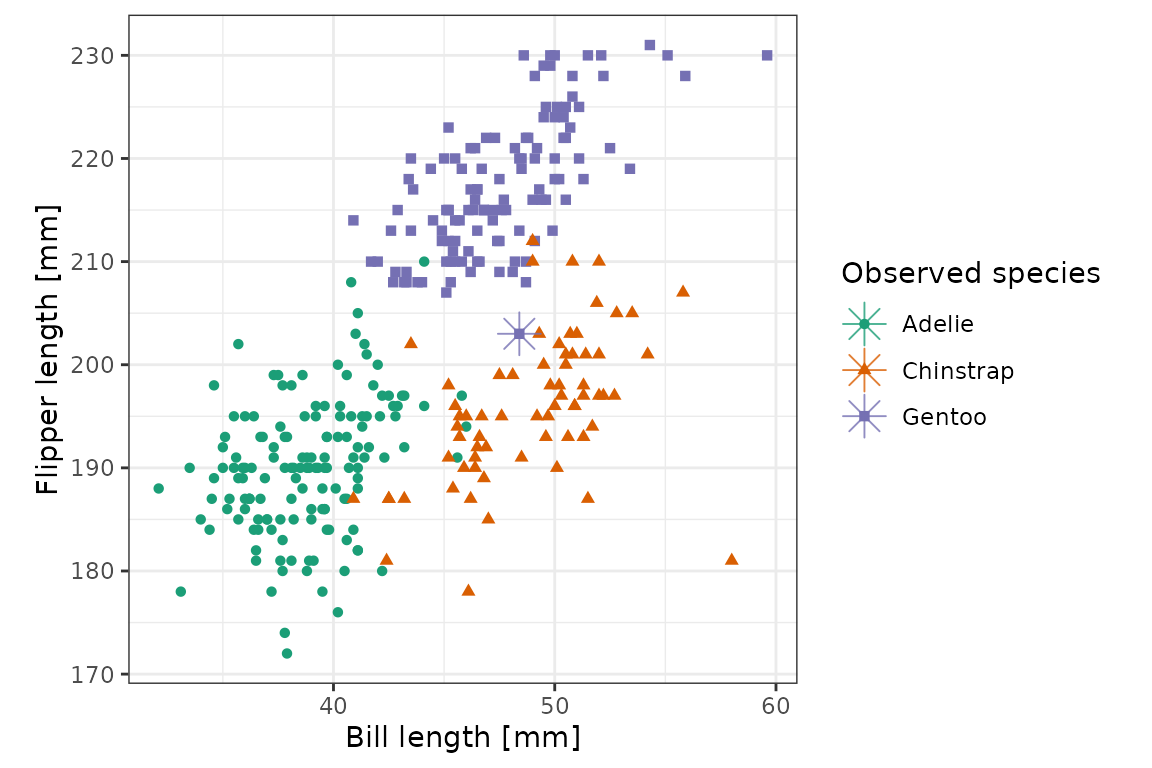 230
220
210
200
190
180
170
Flipper length [mm]
40
50
60
Bill length [mm]
Observed species
Adelie
Chinstrap
Gentoo